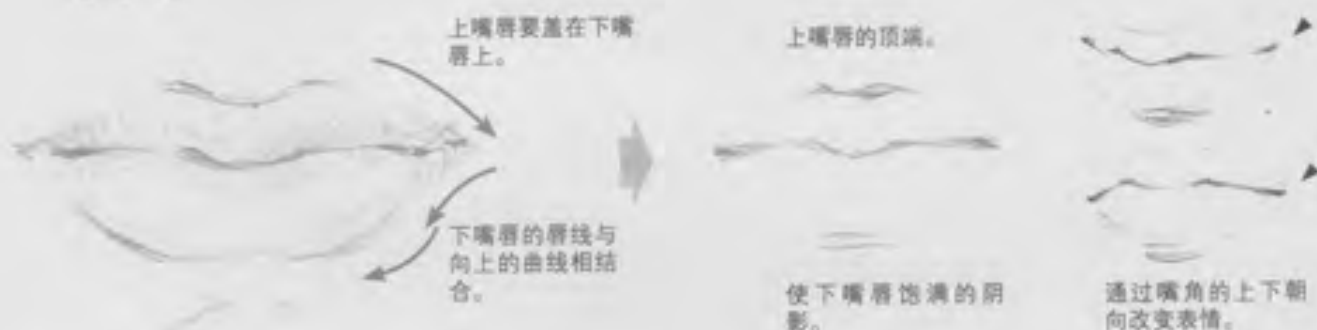 上嘴唇要盖在下嘴
唇上。
下嘴唇的唇线与
向上的曲线相结
合。
上嘴唇的顶端。
使下嘴唇饱满的阴
影。
通过嘴角的上下朝
向改变表情。